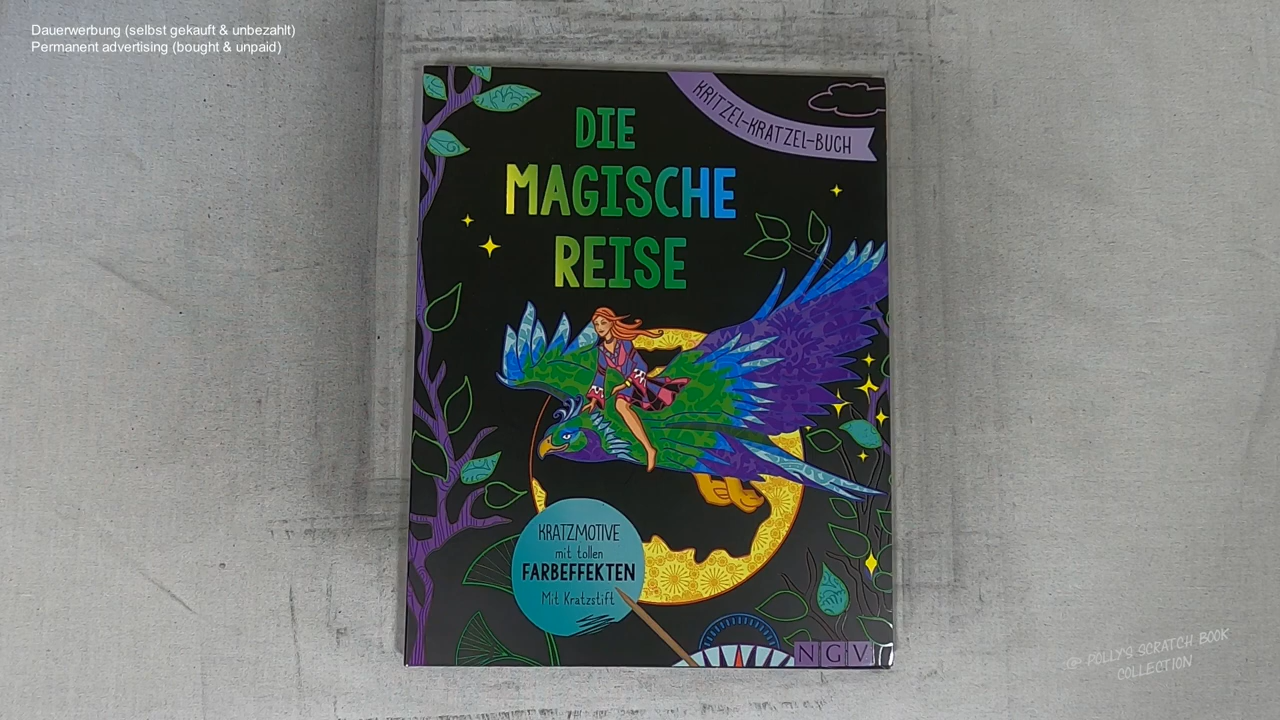 Dauerwerbung (selbst gekauft & unbezahlt)
Permanent advertising (bought & unpaid)
KRITZEL-KRATZEL-BUCH
DIE
MAGISCHE
REISE
KRATZMOTIVE
mit tollen
FARBEFFEKTEN
Mit Kratzstift
NGV
@ POLLY'S SCRATCH BOOK
COLLECTION